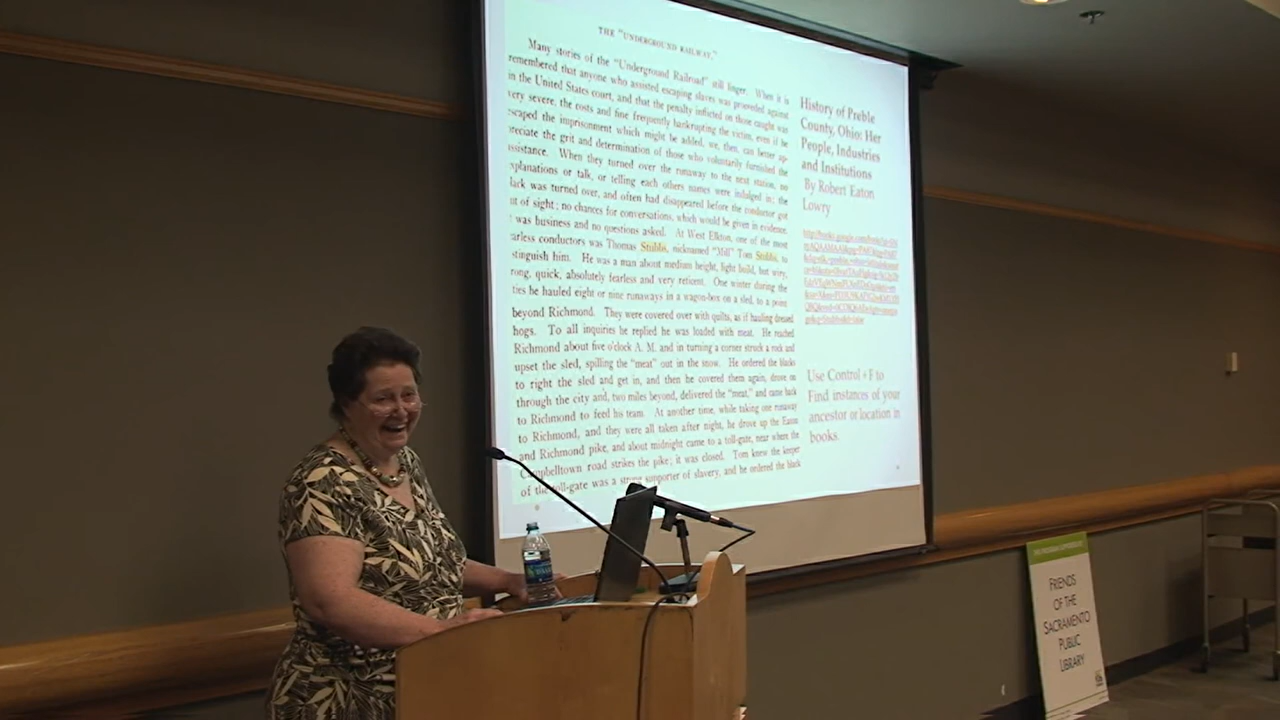 THE "UNDERGROUND RAILWAY."
Many stories of the "Underground Railroad" still linger. When it is
remembered that anyone who assisted escaping slaves was proceeded against
in the United States court, and that the penalty inflicted on those caught was
very severe, the costs and fine frequently bankrupting the victim, even if he
escaped the imprisonment which might be added, we, then, can better ap-
preciate the grit and determination of those who voluntarily furnished the
assistance. When they turned over the runaway to the next station, no
xplanations or talk, or telling each others names were indulged in; the
lack was turned over, and often had disappeared before the conductor got
ut of sight; no chances for conversations, which would be given in evidence.
was business and no questions asked. At West Elkton, one of the most
arless conductors was Thomas Stubbs, nicknamed "Mill" Tom Stubbs, to
stinguish him. He was a man about medium height, light build, but wiry,
rong, quick, absolutely fearless and very reticent. One winter during the
ties he hauled eight or nine runaways in a wagon-box on a sled, to a point
beyond Richmond. They were covered over with quilts, as if hauling dressed
hogs. To all inquiries he replied he was loaded with meat. He reached
Richmond about five o'clock A. M. and in turning a corner struck a rock and
upset the sled, spilling the "meat" out in the snow. He ordered the blacks
to right the sled and get in, and then he covered them again, drove on
through the city and, two miles beyond, delivered the "meat," and came back
to Richmond to feed his team. At another time, while taking one runaway
to Richmond, and they were all taken after night, he drove up the Eaton
and Richmond pike, and about midnight came to a toll-gate, near where the
Campbelltown road strikes the pike; it was closed. Tom knew the keeper
of the toll-gate was a strong supporter of slavery, and he ordered the black
History of Preble
County, Ohio: Her
People, Industries
and Institutions
By Robert Eaton
Lowry
Use Control + F to
Find instances of your
ancestor or location in
books.
FRIENDS
OF THE
SACRAMENTO
PUBLIC
LIBRARY